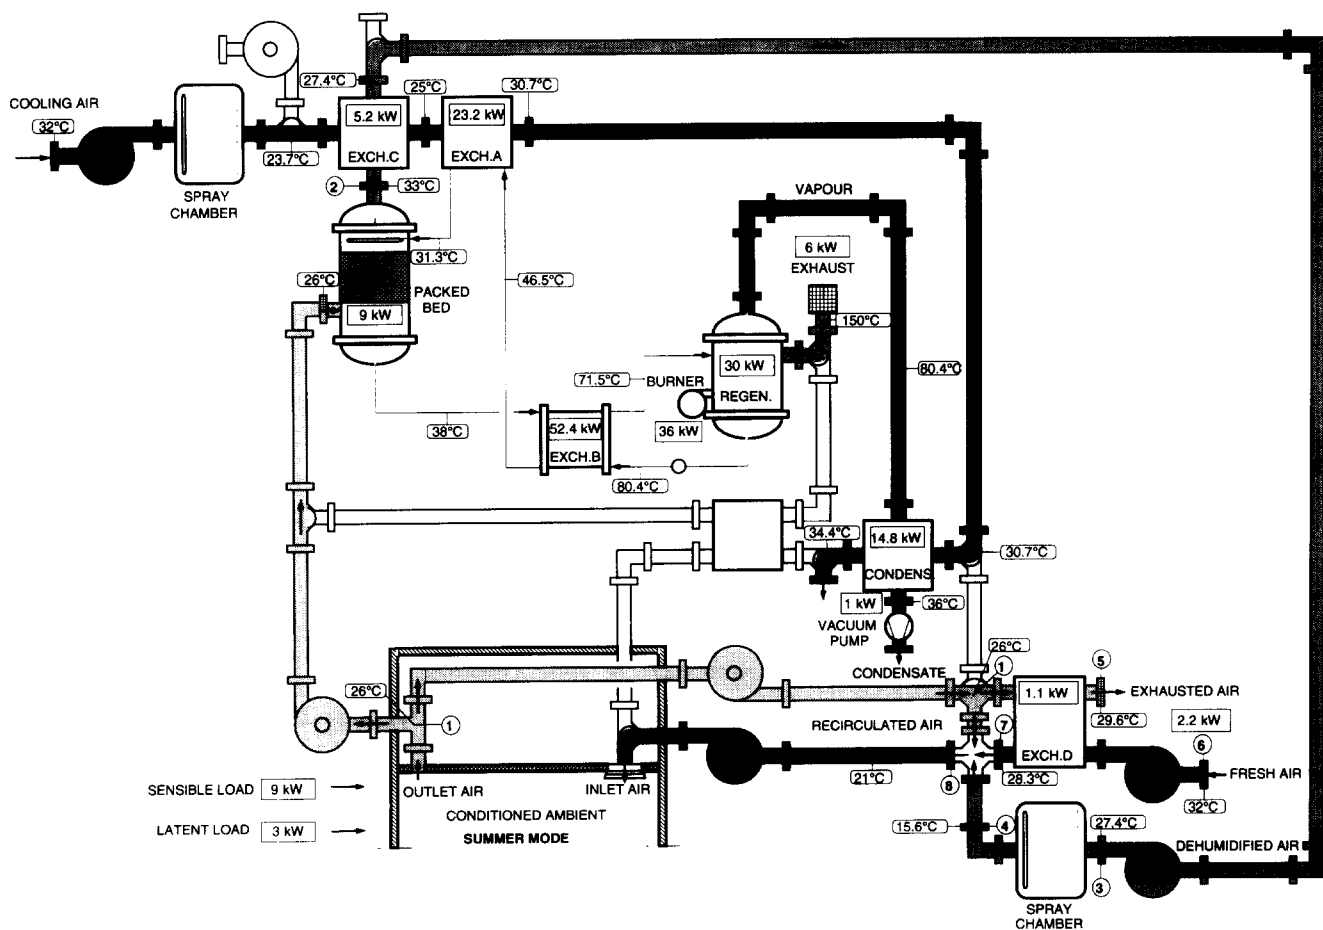 27.4°C
25°C
30.7°C
COOLING AIR
32°C
5.2 kW
23.2 kW
EXCH.C
EXCH.A
23.7°C
SPRAY
CHAMBER
2
33°C
VAPOUR
6 kW
EXHAUST
31.3°C
26°C
46.5°C
PACKED
BED
9 kW
150°C
30 kW
80.4°C
71.5°C
BURNER
REGEN.
36 kW
38°C
52.4 kW
EXCH.B
80.4°C
34.4°C
14.8 kW
30.7°C
CONDENS.
1 kW
36°C
VACUUM
PUMP
26°C
CONDENSATE
1
5
26°C
1.1 kW
EXHAUSTED AIR
1
RECIRCULATED AIR
7
29.6°C
2.2 kW
6
EXCH.D
FRESH AIR
21°C
8
28.3°C
32°C
SENSIBLE LOAD
9 kW
OUTLET AIR
INLET AIR
CONDITIONED AMBIENT
LATENT LOAD
3 kW
SUMMER MODE
15.6°C
4
27.4°C
DEHUMIDIFIED AIR
3
SPRAY
CHAMBER